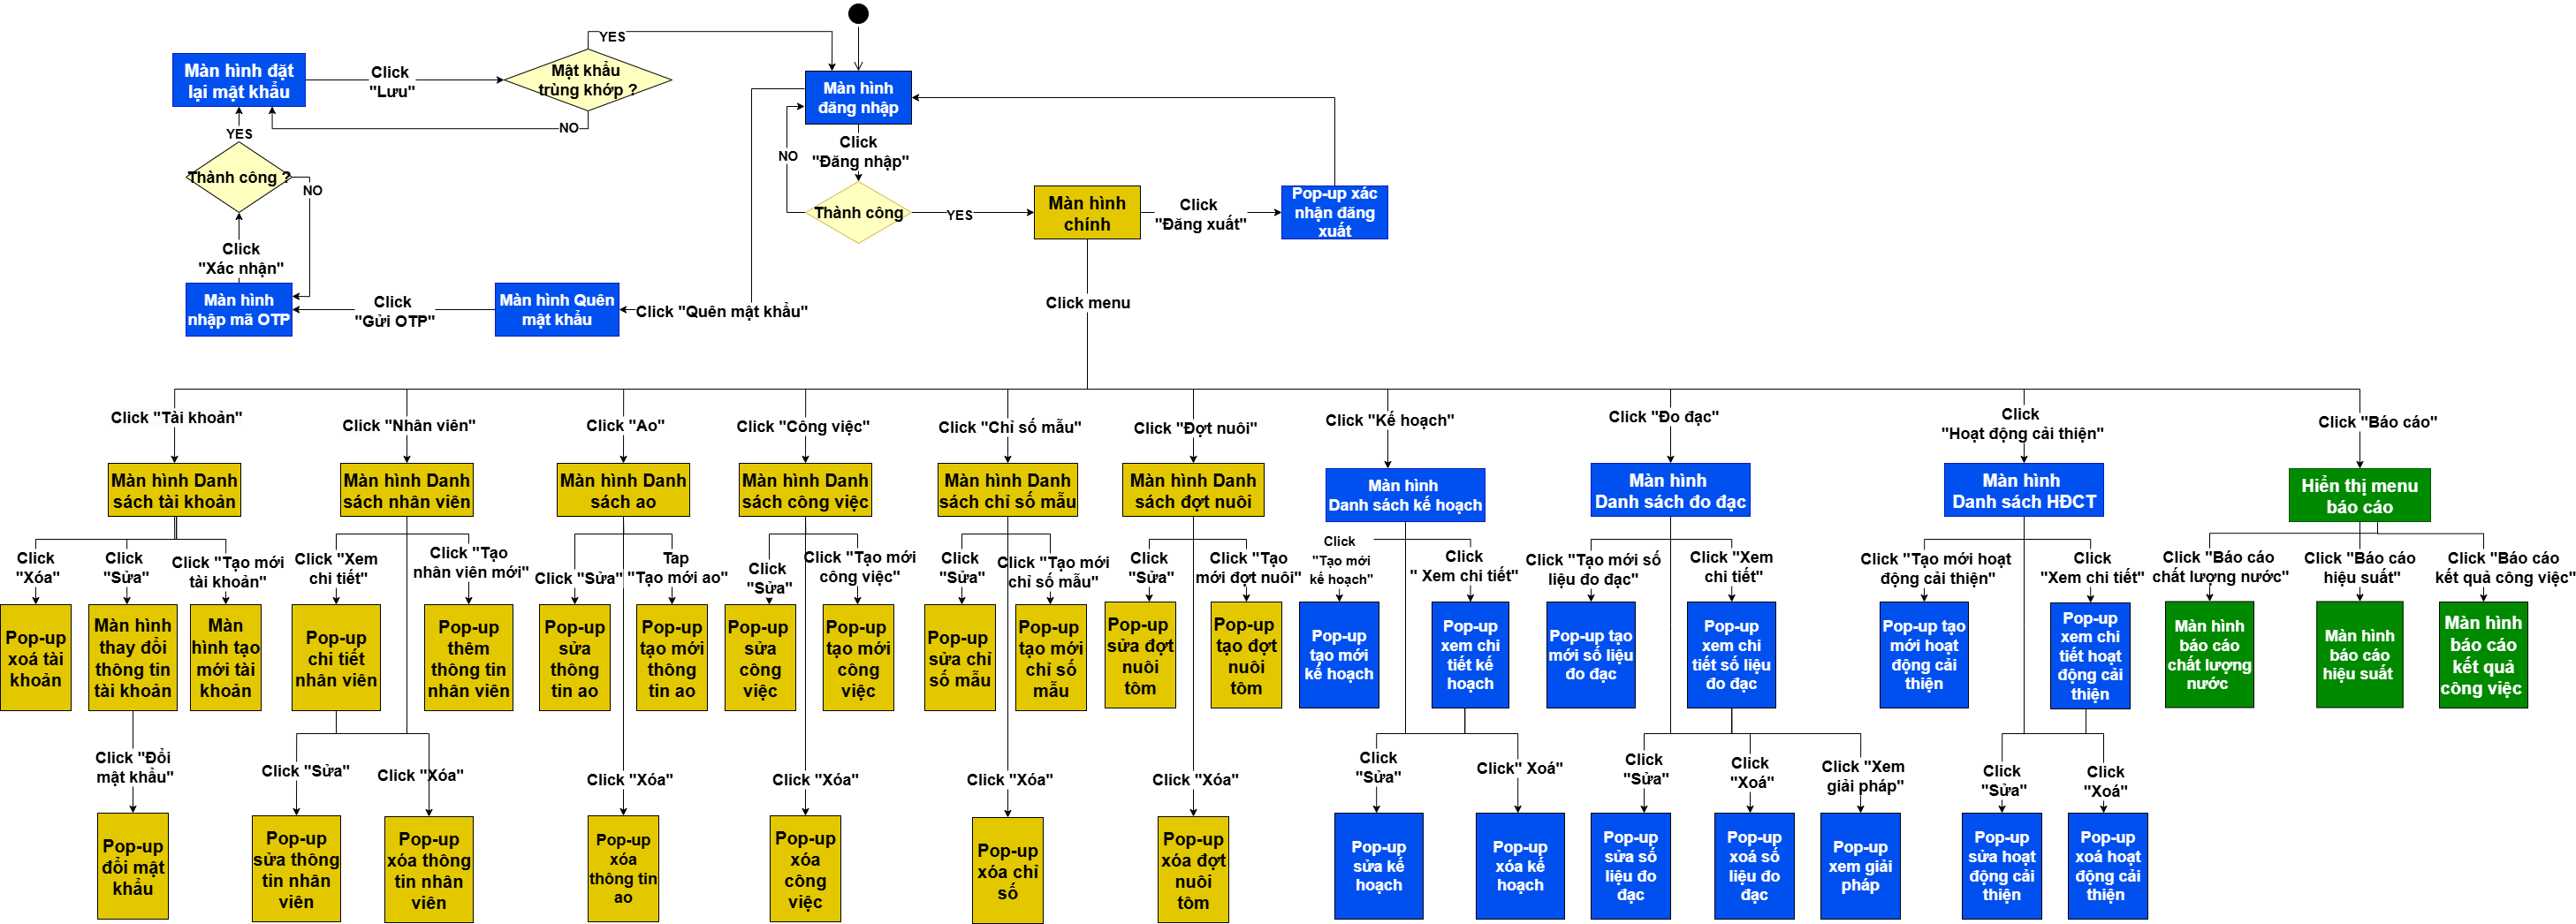 YES
Màn hình đặt
lại mật khẩu
Click
"Lưu"
Mật khẩu
trùng khớp ?
Màn hình
đăng nhập
NO
YES
Click
"Đăng nhập"
NO
Thành công ?
NO
Thành công
YES
Màn hình
chính
Click
"Đăng xuất"
Pop-up xác
nhận đăng
xuất
Click
"Xác nhận"
Màn hình
nhập mã OTP
Click
"Gửi OTP"
Màn hình Quên
mật khẩu
Click "Quên mật khẩu"
Click menu
Click "Tài khoản"
Click "Nhân viên"
Click "Ao"
Click "Công việc"
Click "Chỉ số mẫu"
Click "Đợt nuôi"
Click "Kế hoạch"
Click "Đo đạc"
Click
"Hoạt động cải thiện"
Click "Báo cáo"
Màn hình Danh
sách tài khoản
Màn hình Danh
sách nhân viên
Màn hình Danh
sách ao
Màn hình Danh
sách công việc
Màn hình Danh
sách chỉ số mẫu
Màn hình Danh
sách đợt nuôi
Màn hình
Danh sách kế hoạch
Màn hình
Danh sách đo đạc
Màn hình
Danh sách HĐCT
Hiển thị menu
báo cáo
Click
"Xóa"
Click
"Sửa"
Click "Tạo mới
tài khoản"
Click "Xem
chi tiết"
Click "Tạo
nhân viên mới"
Click "Sửa"
Tap
"Tạo mới ao"
Click
"Sửa"
Click "Tạo mới
công việc"
Click
"Sửa"
Click "Tạo mới
chỉ số mẫu"
Click
"Sửa"
Click "Tạo
mới đợt nuôi"
Click
"Tạo mới
kế hoạch"
Click
" Xem chi tiết"
Click "Tạo mới số
liệu đo đạc"
Click "Xem
chi tiết"
Click "Tạo mới hoạt
động cải thiện"
Click
"Xem chi tiết"
Click "Báo cáo
chất lượng nước"
Click "Báo cáo
hiệu suất"
Click "Báo cáo
kết quả công việc"
Pop-up
xoá tài
khoản
Màn hình
thay đổi
thông tin
tài khoản
Màn
hình tạo
mới tài
khoản
Pop-up
chi tiết
nhân viên
Pop-up
thêm
thông tin
nhân viên
Pop-up
sửa
thông
tin ao
Pop-up
tạo mới
thông
tin ao
Pop-up
sửa
công
việc
Pop-up
tạo mới
công
việc
Pop-up
sửa chỉ
số mẫu
Pop-up
tạo mới
chỉ số
mẫu
Pop-up
sửa đợt
nuôi
tôm
Pop-up
tạo đợt
nuôi
tôm
Pop-up
tạo mới
kế hoạch
Pop-up
xem chi
tiết kế
hoạch
Pop-up tạo
mới số liệu
đo đạc
Pop-up
xem chi
tiết số liệu
đo đạc
Pop-up tạo
mới hoạt
động cải
thiện
Pop-up
xem chi
tiết hoạt
động cải
thiện
Màn hình
báo cáo
chất lượng
nước
Màn hình
báo cáo
hiệu suất
Màn hình
báo cáo
kết quả
công việc
Click "Đổi
mật khẩu"
Click "Sửa"
Click "Xóa"
Click "Xóa"
Click "Xóa"
Click "Xóa"
Click "Xóa"
Click
"Sửa"
Click" Xoá"
Click
"Sửa"
Click
"Xoá"
Click "Xem
giải pháp"
Click
"Sửa"
Click
"Xoá"
Pop-up
đổi mật
khẩu
Pop-up
sửa thông
tin nhân
viên
Pop-up
xóa thông
tin nhân
viên
Pop-up
xóa
thông tin
ao
Pop-up
xóa
công
việc
Pop-up
xóa chỉ
số
Pop-up
xóa đợt
nuôi
tôm
Pop-up
sửa kế
hoạch
Pop-up
xóa kế
hoạch
Pop-up
sửa số
liệu đo
đạc
Pop-up
xoá số
liệu đo
đạc
Pop-up
xem giải
pháp
Pop-up
sửa hoạt
động cải
thiện
Pop-up
xoá hoạt
động cải
thiện